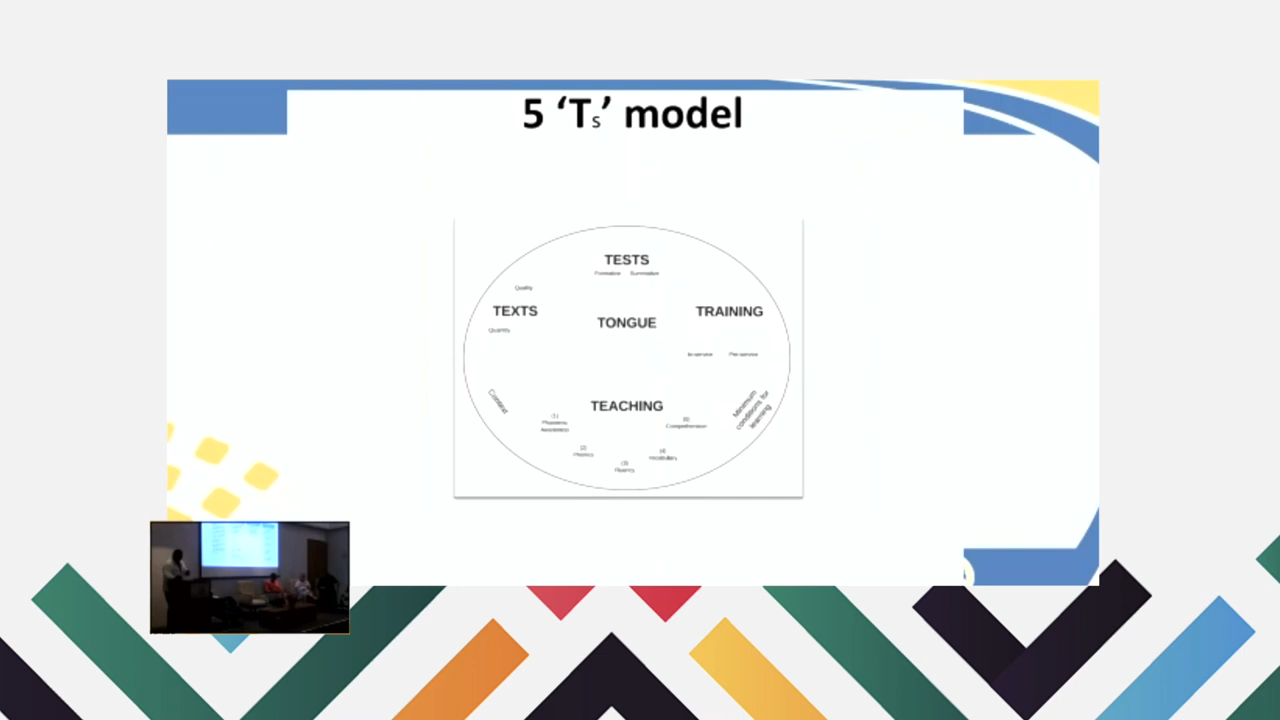 5 ‘Ts’ model
TESTS
Formative Summative
Quality
TEXTS
TONGUE
TRAINING
Quantity
In-service Pre-service
Context
TEACHING
Minimum
conditions for
learning
(1)
Phonemic
Awareness
(5)
Comprehension
(2)
Phonics
(4)
Vocabulary
(3)
Fluency